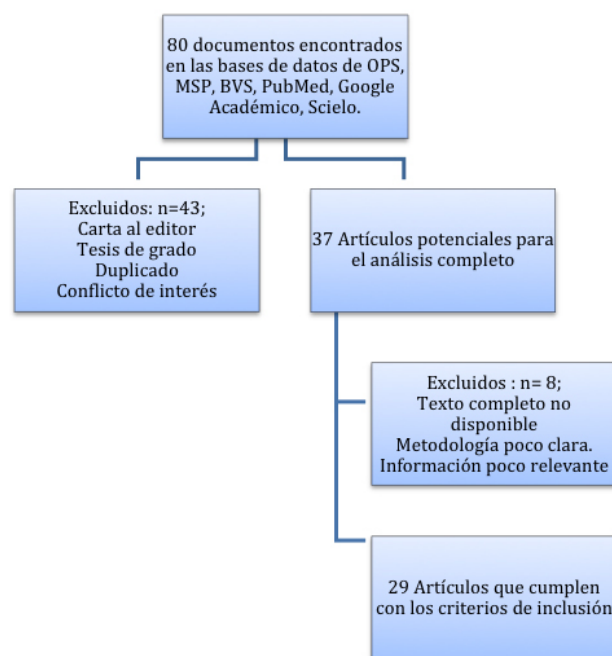 80 documentos encontrados
en las bases de datos de OPS,
MSP, BVS, PubMed, Google
Académico, Scielo.
Excluidos: n=43;
Carta al editor
Tesis de grado
Duplicado
Conflicto de interés
37 Artículos potenciales para
el análisis completo
Excluidos : n= 8;
Texto completo no
disponible
Metodología poco clara.
Información poco relevante
29 Artículos que cumplen
con los criterios de inclusión